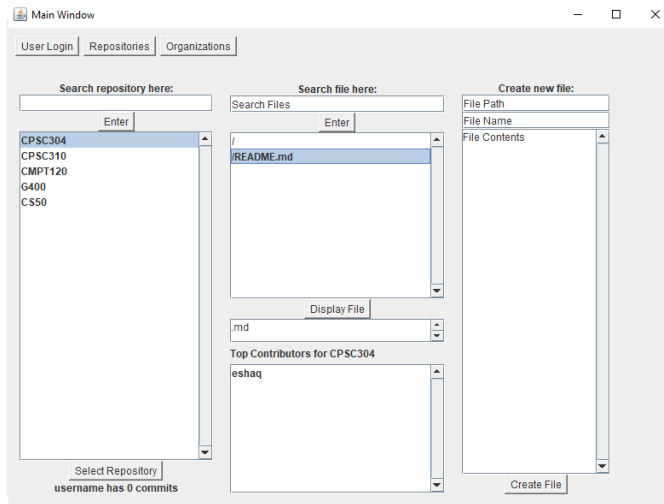 Main Window
User Login
Repositories
Organizations
Search repository here:
Enter
CPSC304
CPSC310
CMPT120
G400
CS50
Select Repository
username has 0 commits
Search file here:
Search Files
Enter
/
/README.md
Display File
.md
Top Contributors for CPSC304
eshaq
Create new file:
File Path
File Name
File Contents
Create File